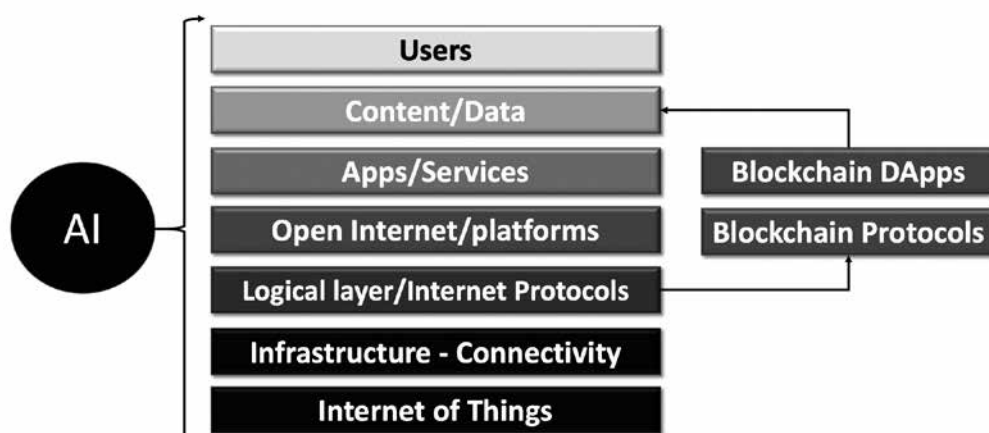 Users
Content/Data
Apps/Services
Blockchain DApps
AI
Open Internet/platforms
Blockchain Protocols
Logical layer/Internet Protocols
Infrastructure - Connectivity
Internet of Things